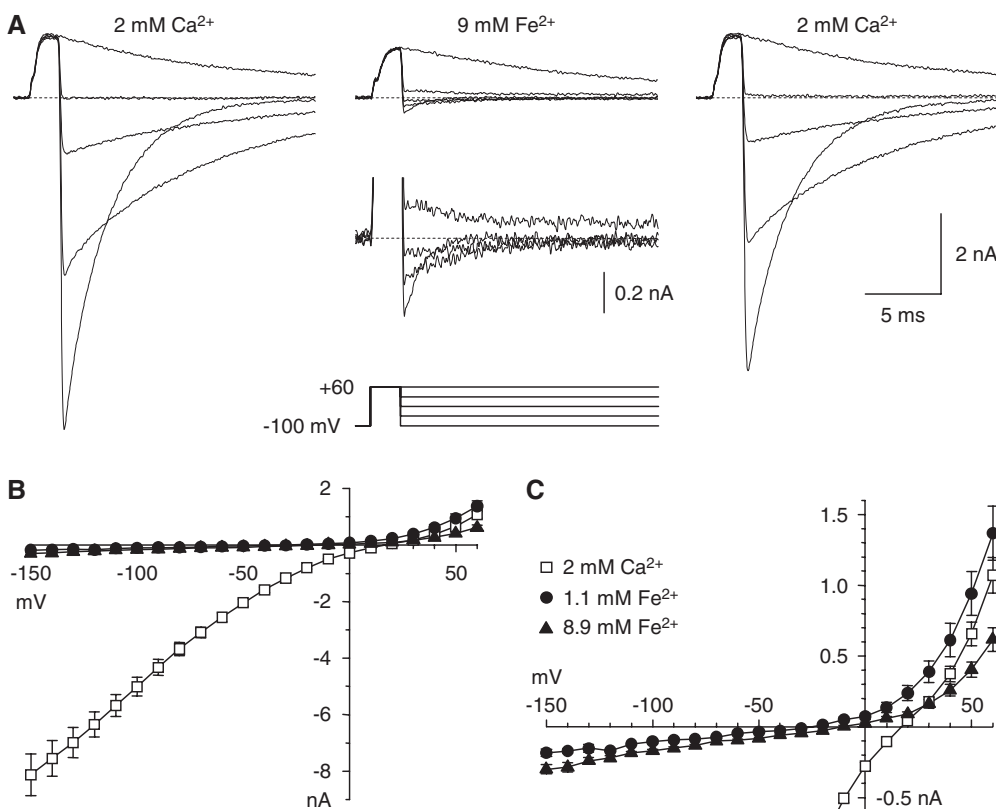 A
2 mM Ca²⁺
9 mM Fe²⁺
2 mM Ca²⁺
0.2 nA
2 nA
5 ms
+60
-100 mV
B
2
-150
-100
-50
50
mV
-2
-4
-6
-8
nA
C
1.5
□ 2 mM Ca²⁺
● 1.1 mM Fe²⁺
▲ 8.9 mM Fe²⁺
1.0
0.5
mV
-150
-100
-50
50
-0.5 nA